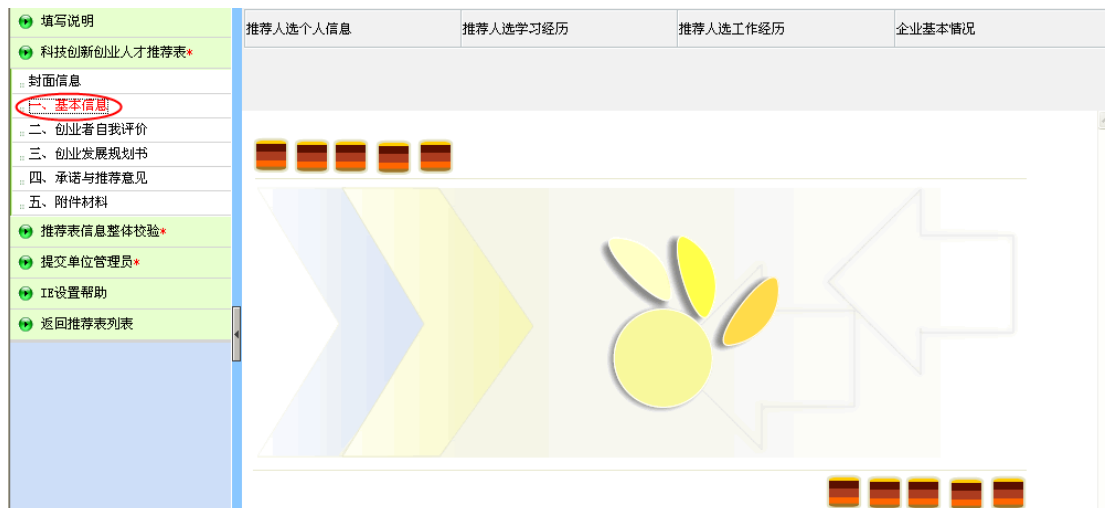 填写说明
科技创新创业人才推荐表*
封面信息
一、基本信息
二、创业者自我评价
三、创业发展规划书
四、承诺与推荐意见
五、附件材料
推荐表信息整体校验*
提交单位管理员*
IE设置帮助
返回推荐表列表
推荐人选个人信息 推荐人选学习经历 推荐人选工作经历 企业基本情况